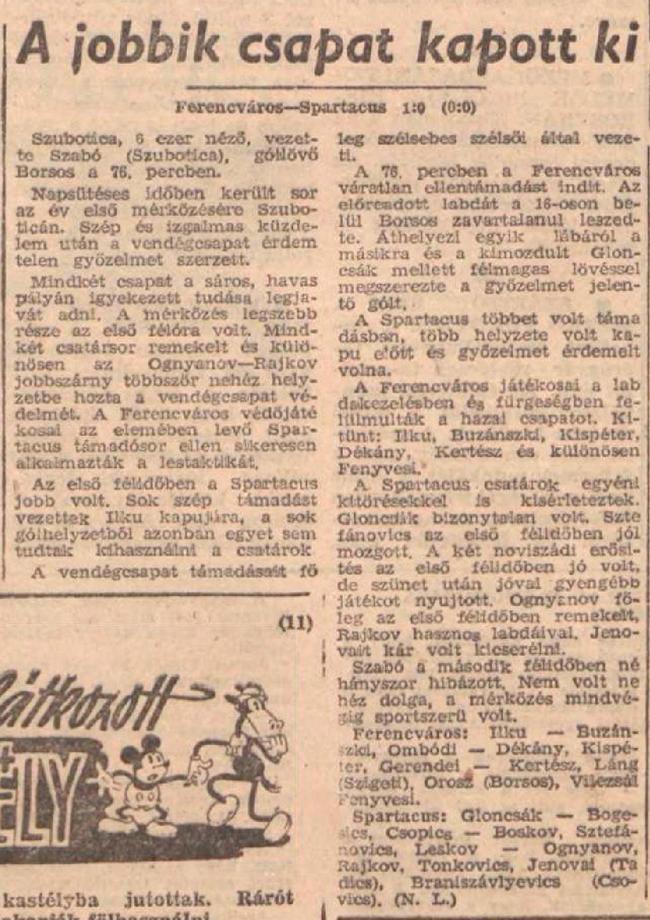 A jobbik csapat kapott ki
Ferencváros—Spartacus 1:0 (0:0)
Szubotica, 6 ezer néző, vezet-
te Szabó (Szubotica), góllövő
Borsos a 76. percben.
Napsütéses időben került sor
az év első mérkőzésére Szubo-
ticán. Szép és izgalmas küzde-
lem után a vendégcsapat érdem
telen győzelmet szerzett.
Mindkét csapat a sáros, havas
pályán igyekezett tudása legja-
vát adni. A mérkőzés legszebb
része az első félóra volt. Mind-
két csatársor remekelt és külö-
nösen az Ognyanov—Rajkov
jobbszárny többször nehéz hely-
zetbe hozta a vendégcsapat vé-
delmét. A Ferencváros védőjáté
kosai az elemében levő Spar-
tacus támadósor ellen sikeresen
alkalmazták a lestaktikát.
Az első félidőben a Spartacus
jobb volt. Sok szép támadást
vezettek Ilku kapujára, a sok
gólhelyzetből azonban egyet sem
tudtak kihasználni a csatárok
A vendégcsapat támadásait fő
leg szélsebes szélsői által veze-
ti.
A 76. percben a Ferencváros
váratlan ellentámadást indit. Az
előreadott labdát a 16-oson be-
lül Borsos zavartalanul leszed-
te. Áthelyezi egyik lábáról a
másikra és a kimozdult Glon-
csák mellett félmagas lövéssel
megszerezte a győzelmet jelen-
tő gólt.
A Spartacus többet volt táma
dásban, több helyzete volt ka-
pu előtt és győzelmet érdemelt
volna.
A Ferencváros játékosai a lab
dakezelésben és fürgeségben fe-
lülmulták a hazai csapatot. Ki-
tünt: Ilku, Buzánszki, Kispéter,
Dékány, Kertész és különösen
Fenyvesi.
A Spartacus csatárok egyéni
kitörésekkel is kisérleteztek.
Gloncsák bizonytalan volt. Szte
fánovics az első félidőben jól
mozgott. A két noviszádi erősi-
tés az első félidőben jó volt,
de szünet után jóval gyengébb
játékot nyujtott. Ognyanov fő-
leg az első félidőben remekelt,
Rajkov hasznos labdáival. Jeno-
vait kár volt kicserélni.
Szabó a második félidőben né
hányszor hibázott. Nem volt ne
héz dolga, a mérkőzés mindvé-
gig sportszerü volt.
Ferencváros: Ilku — Buzán-
szki, Ombódi — Dékány, Kispé-
ter, Gerendei — Kertész, Láng
(Szigeti), Orosz (Borsos), Vilezsál
Fenyvesi.
Spartacus: Gloncsák — Boge-
sics, Csopics — Boskov, Sztefá-
novics, Leskov — Ognyanov,
Rajkov, Tonkovics, Jenovai (Ta
dics), Braniszávlyevics (Cso-
vics). (N. L.)
(11)
látkozott
ÉLY
kastélyba jutottak. Rárót